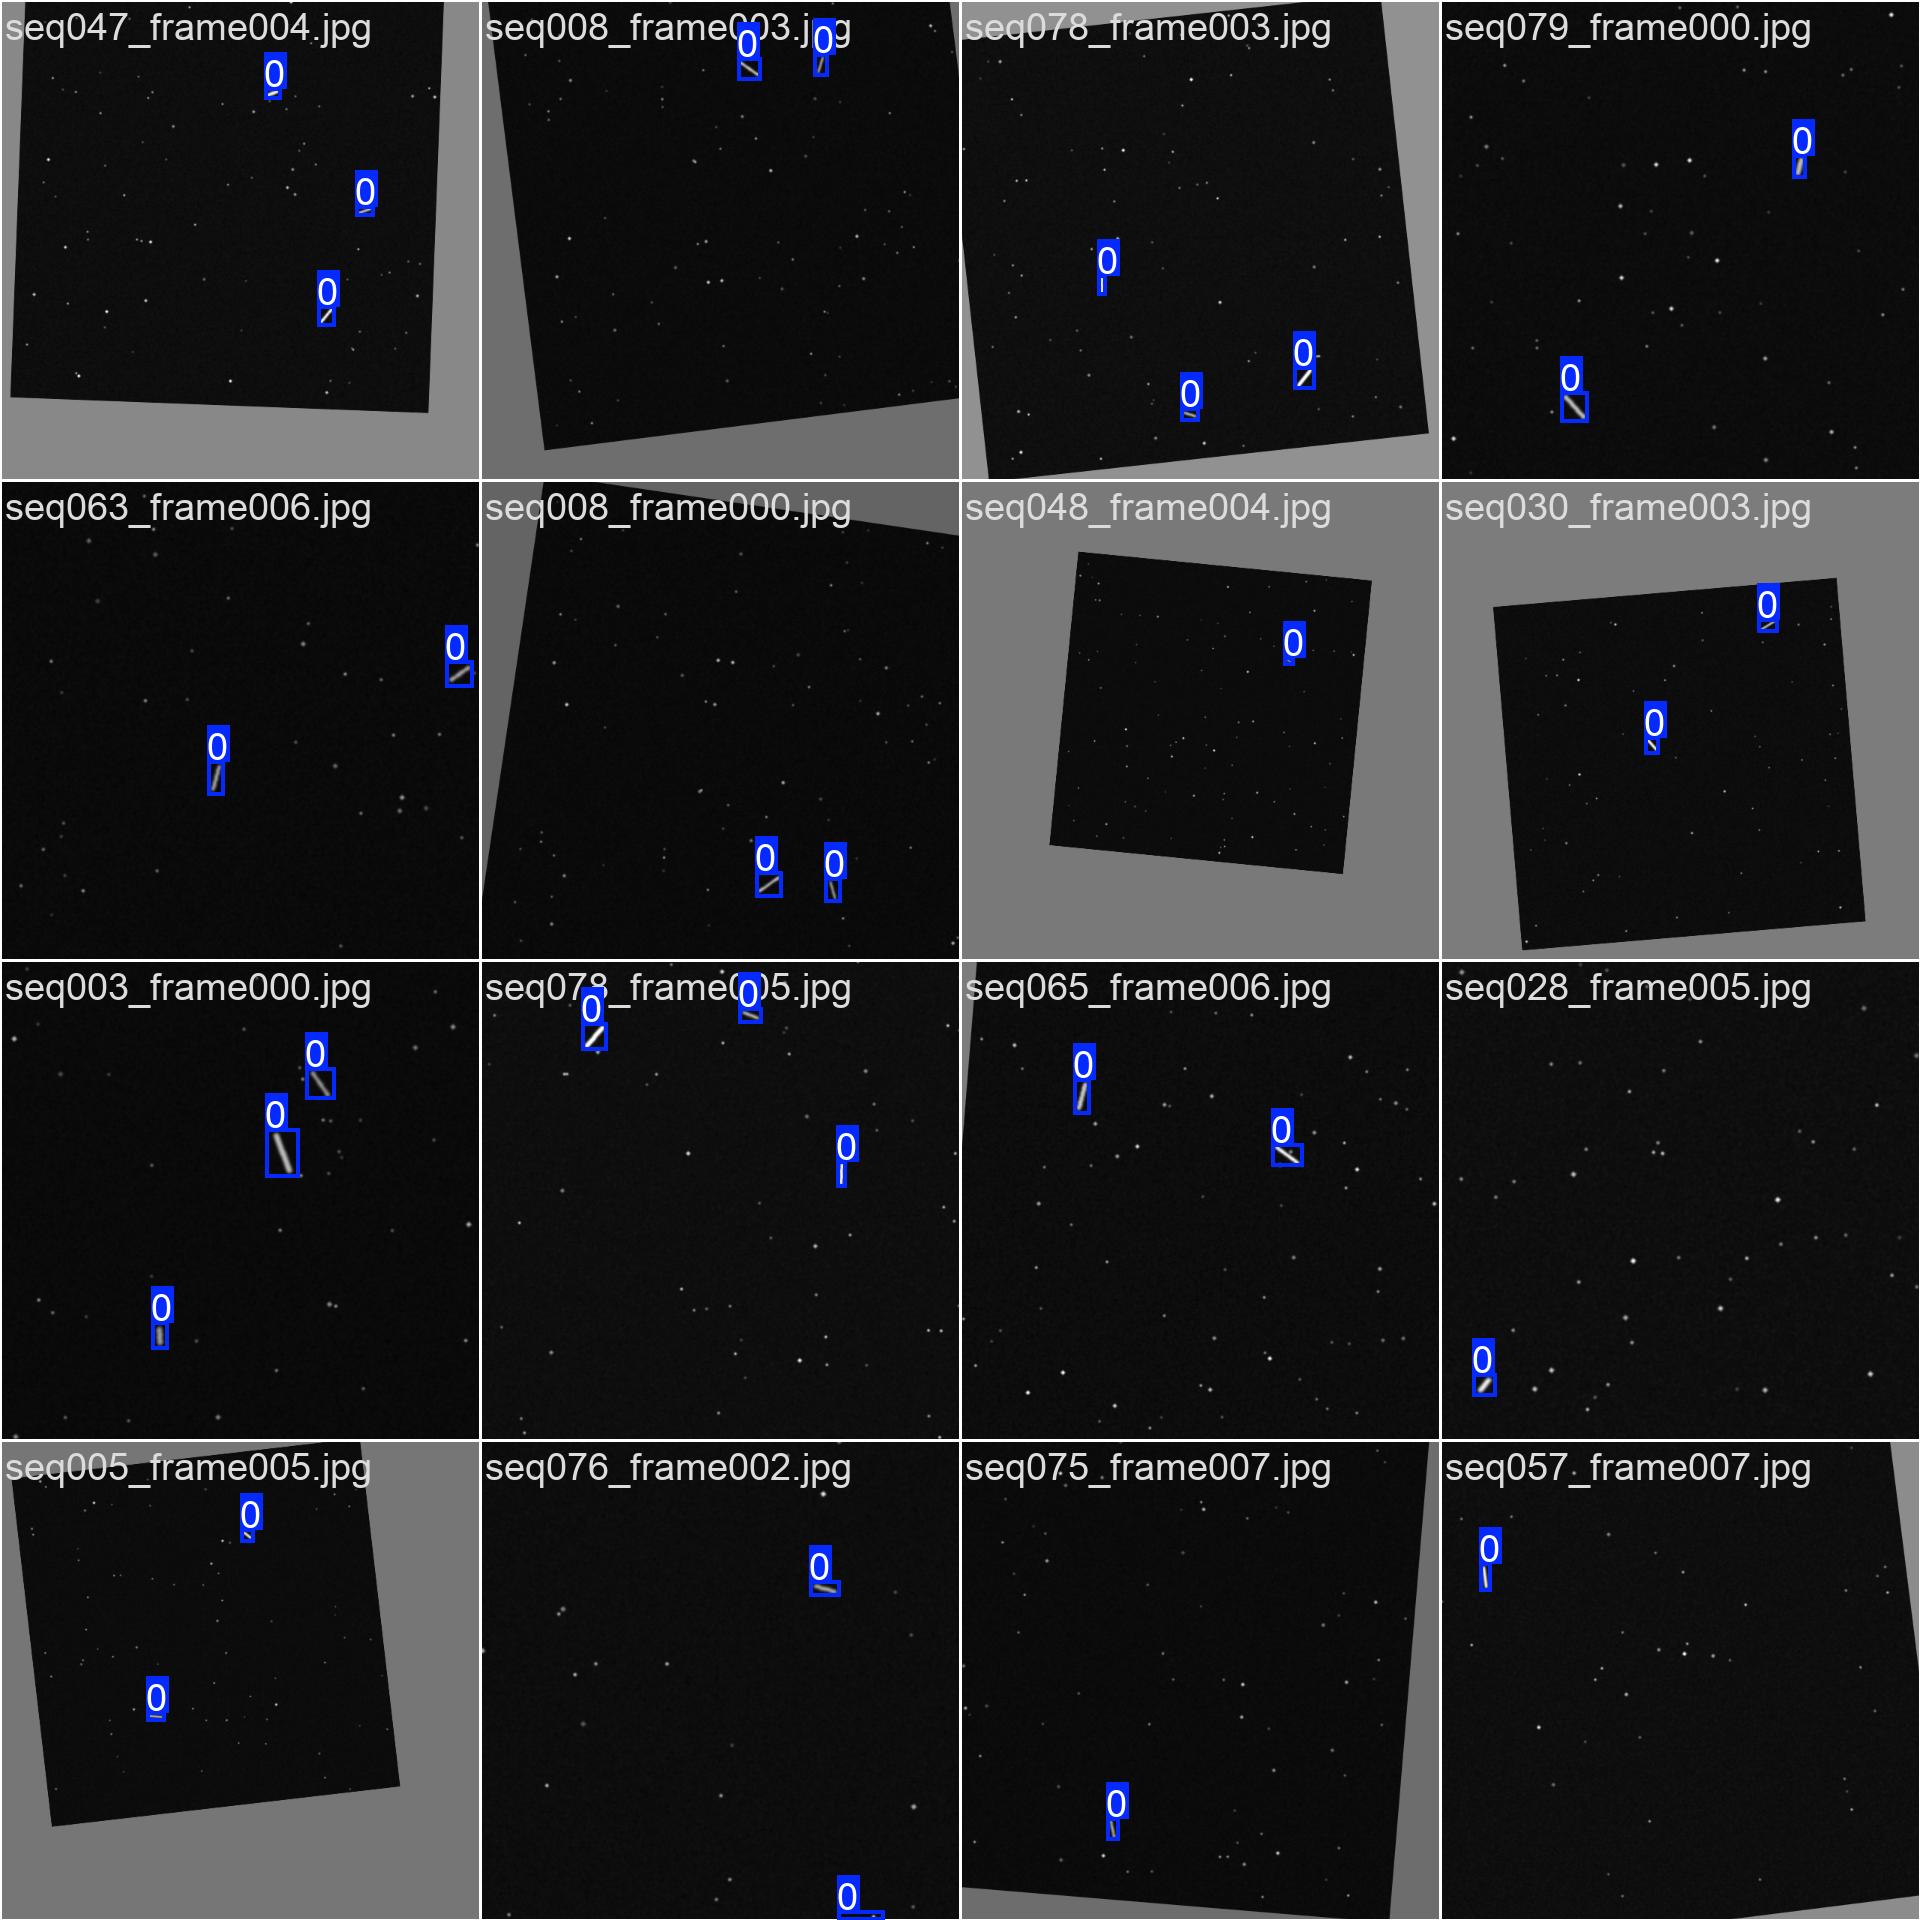 seq047_frame004.jpg
0
0
0
seq008_frame003.jpg
0
0
seq078_frame003.jpg
0
0
0
seq079_frame000.jpg
0
0
seq063_frame006.jpg
0
0
seq008_frame000.jpg
0
0
seq048_frame004.jpg
0
seq030_frame003.jpg
0
0
seq003_frame000.jpg
0
0
0
seq078_frame005.jpg
0
0
0
seq065_frame006.jpg
0
0
seq028_frame005.jpg
0
seq005_frame005.jpg
0
0
seq076_frame002.jpg
0
0
seq075_frame007.jpg
0
seq057_frame007.jpg
0